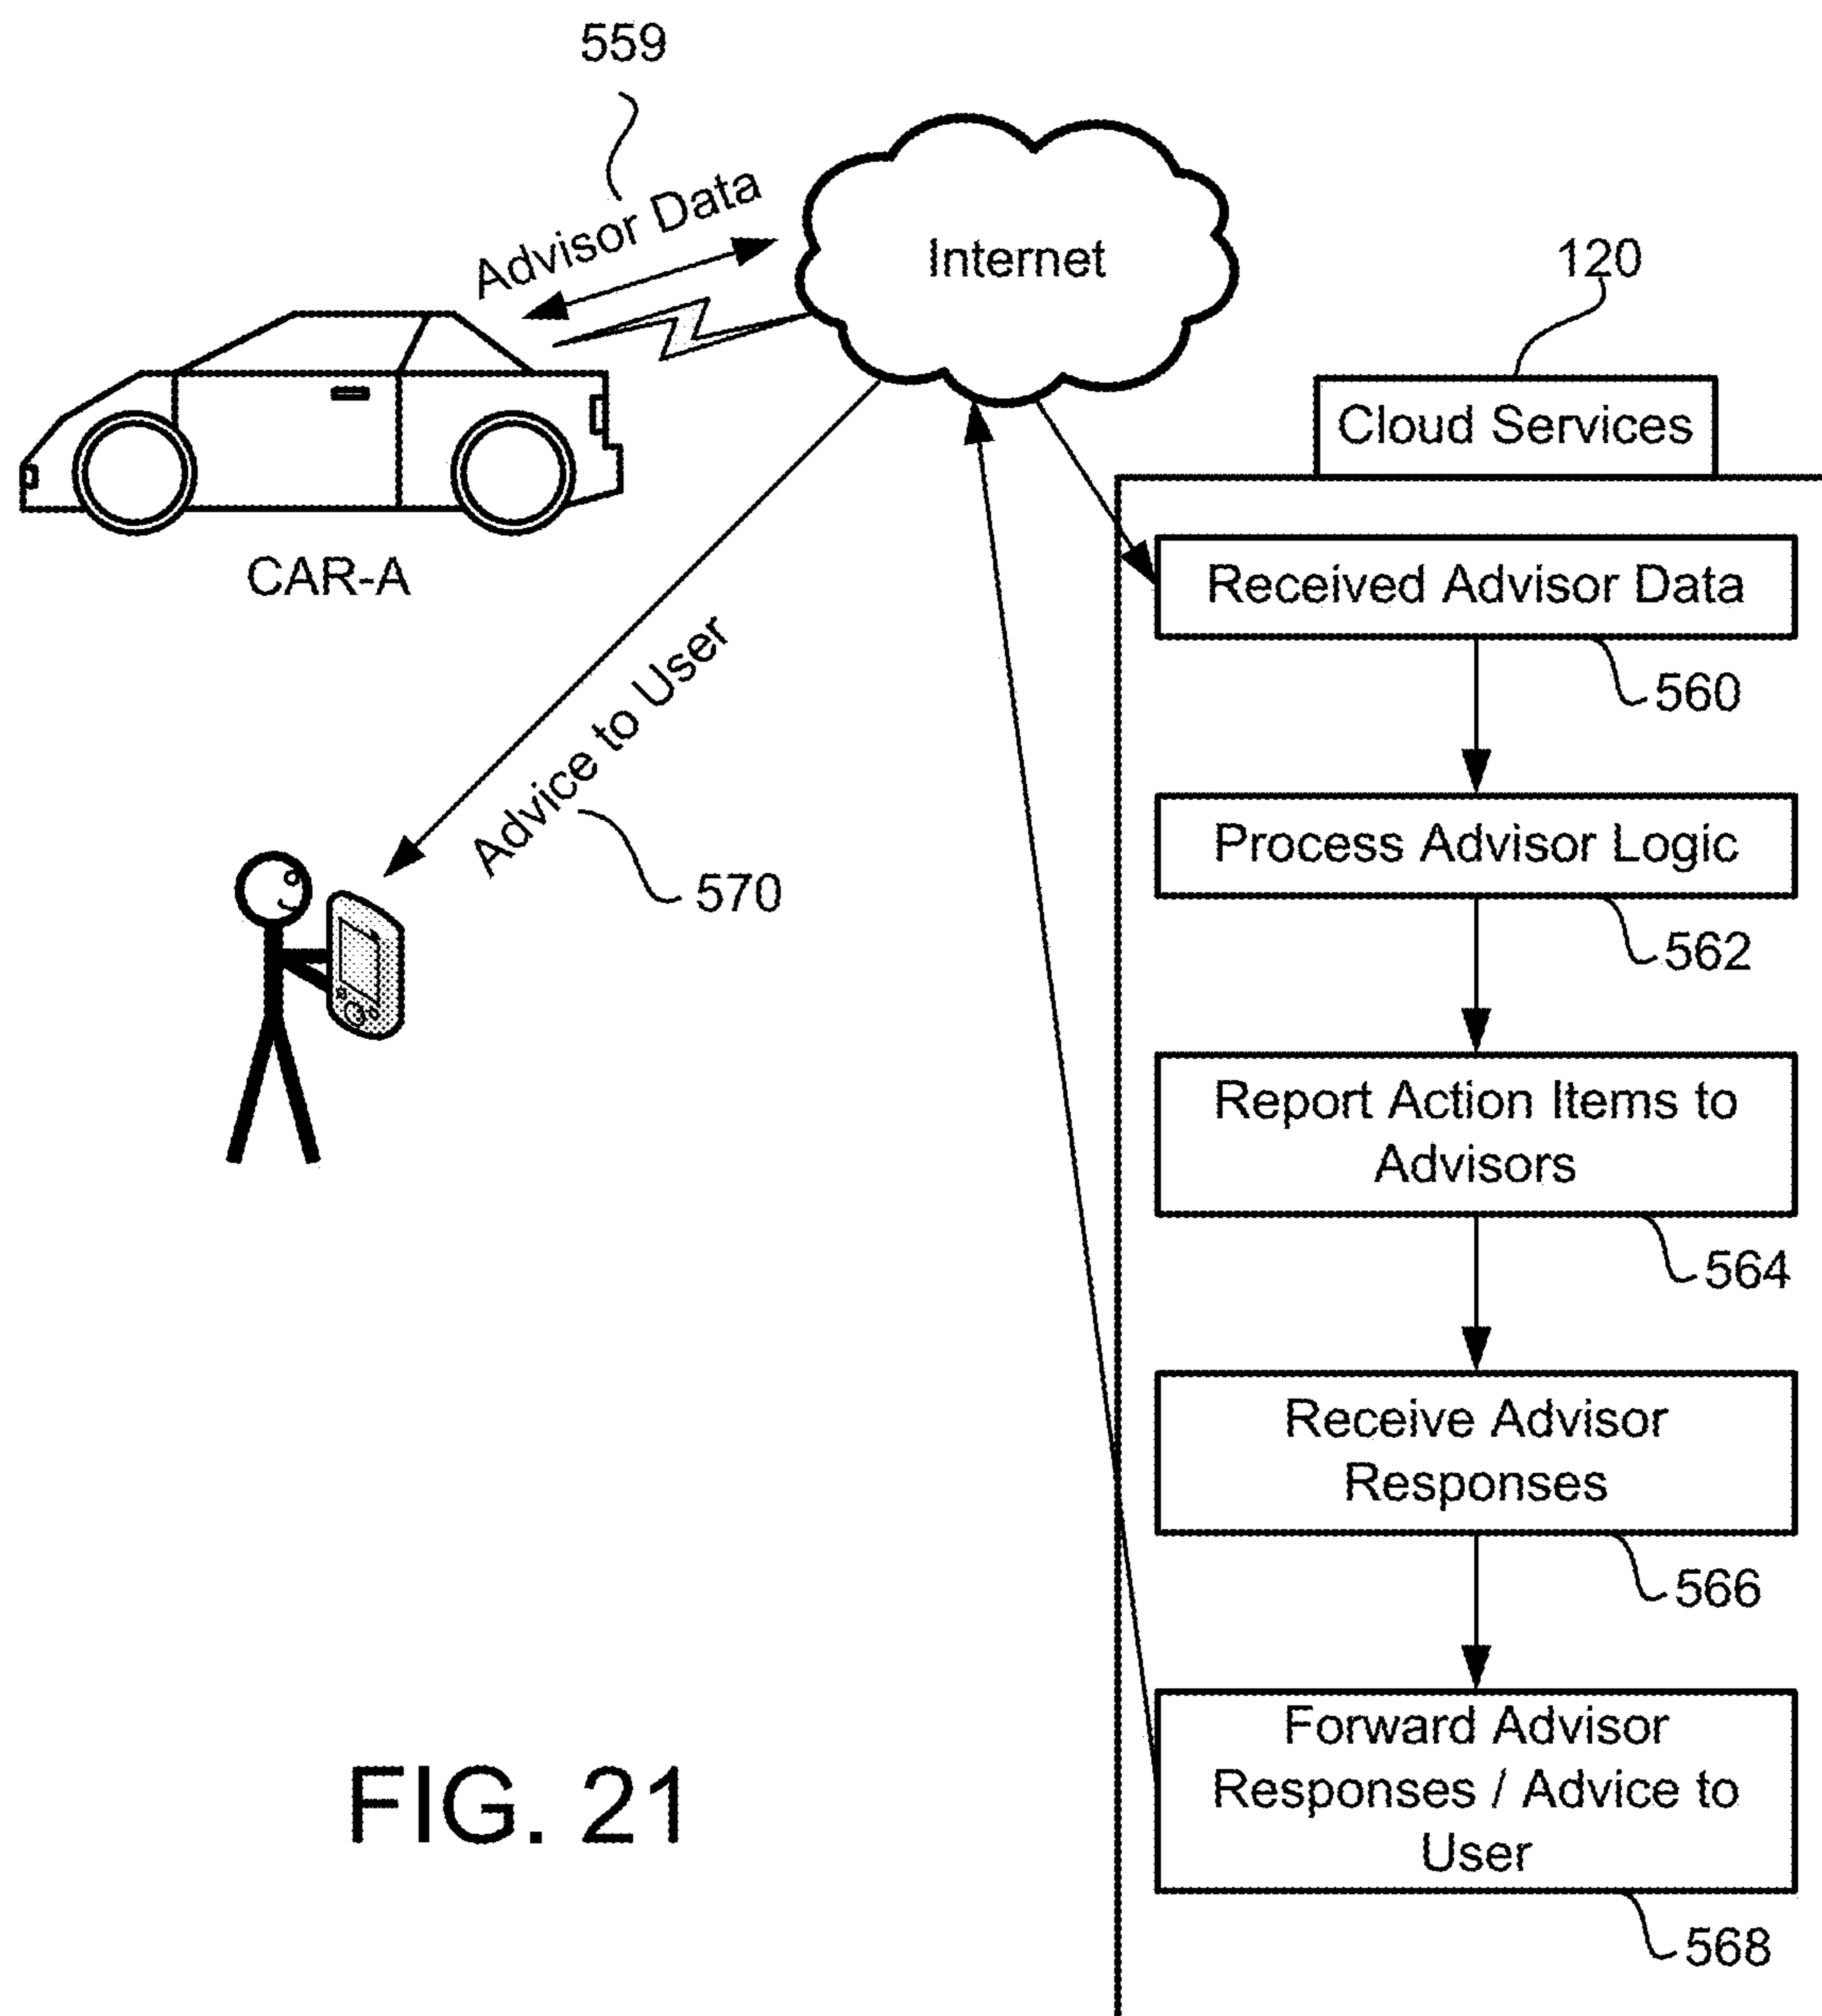 559
Advisor Data
Internet
120
Cloud Services
CAR-A
Received Advisor Data
560
Advice to User
570
Process Advisor Logic
562
Report Action Items to
Advisors
564
Receive Advisor
Responses
566
Forward Advisor
Responses / Advice to
User
568
FIG. 21